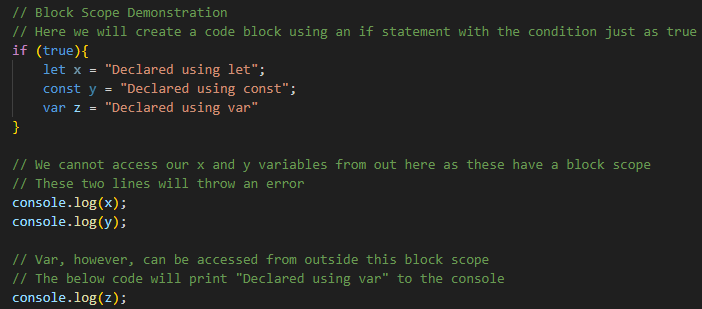 // Block Scope Demonstration
// Here we will create a code block using an if statement with the condition just as true
if (true){
    let x = "Declared using let";
    const y = "Declared using const";
    var z = "Declared using var"
}
// We cannot access our x and y variables from out here as these have a block scope
// These two lines will throw an error
console.log(x);
console.log(y);
// Var, however, can be accessed from outside this block scope
// The below code will print "Declared using var" to the console
console.log(z);